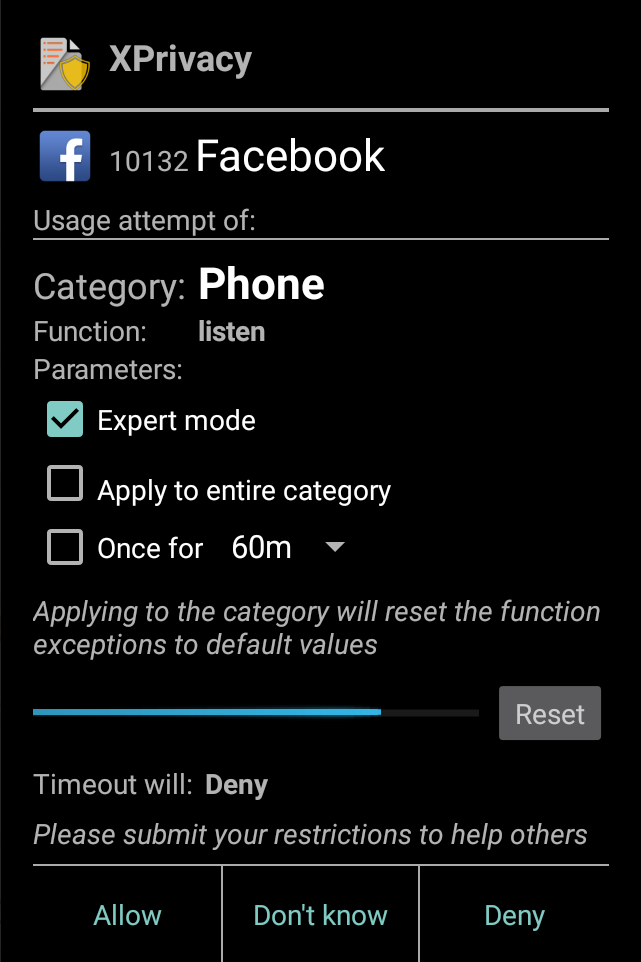 XPrivacy
10132 Facebook
Usage attempt of:
Category: Phone
Function: listen
Parameters:
Expert mode
Apply to entire category
Once for 60m
Applying to the category will reset the function
exceptions to default values
Reset
Timeout will: Deny
Please submit your restrictions to help others
Allow Don't know Deny